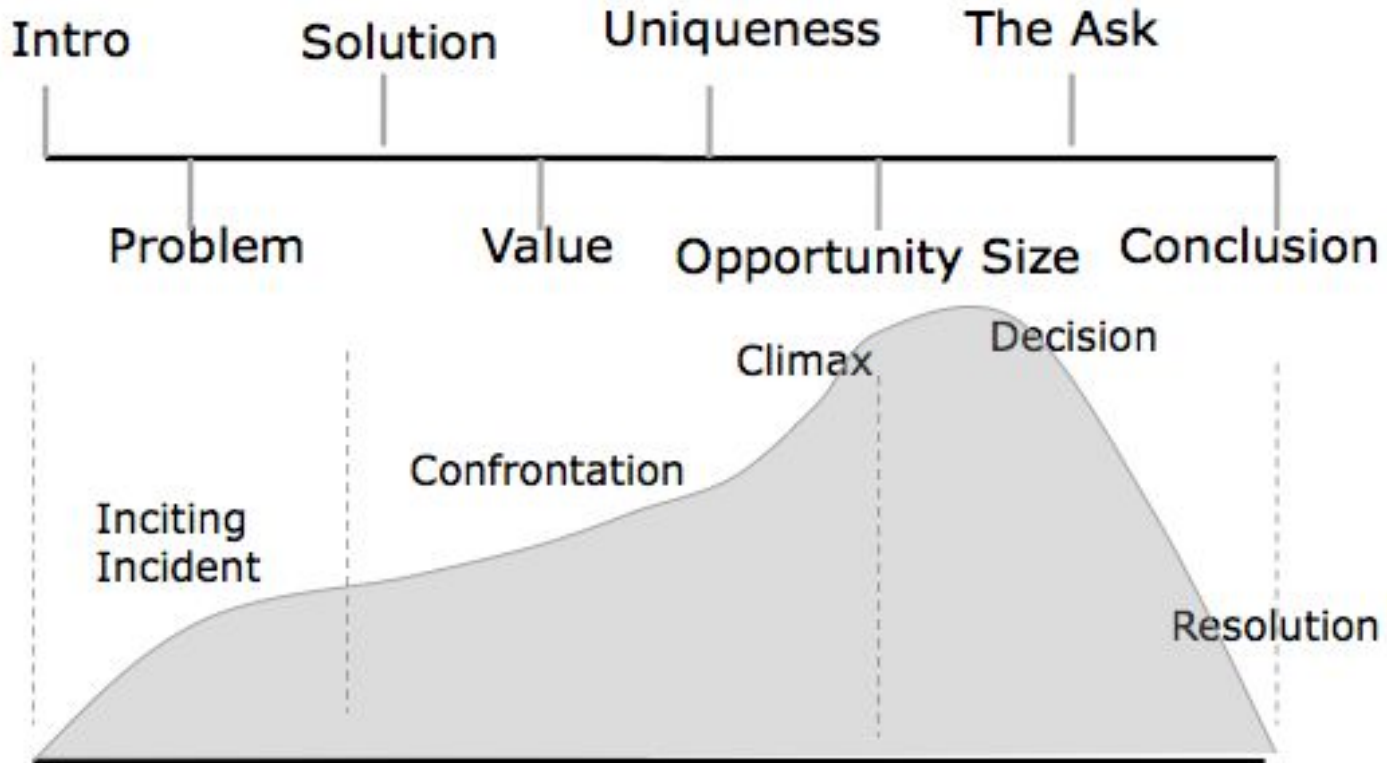 Intro
Solution
Uniqueness
The Ask
Problem
Value
Opportunity Size
Conclusion
Climax
Decision
Confrontation
Inciting
Incident
Resolution